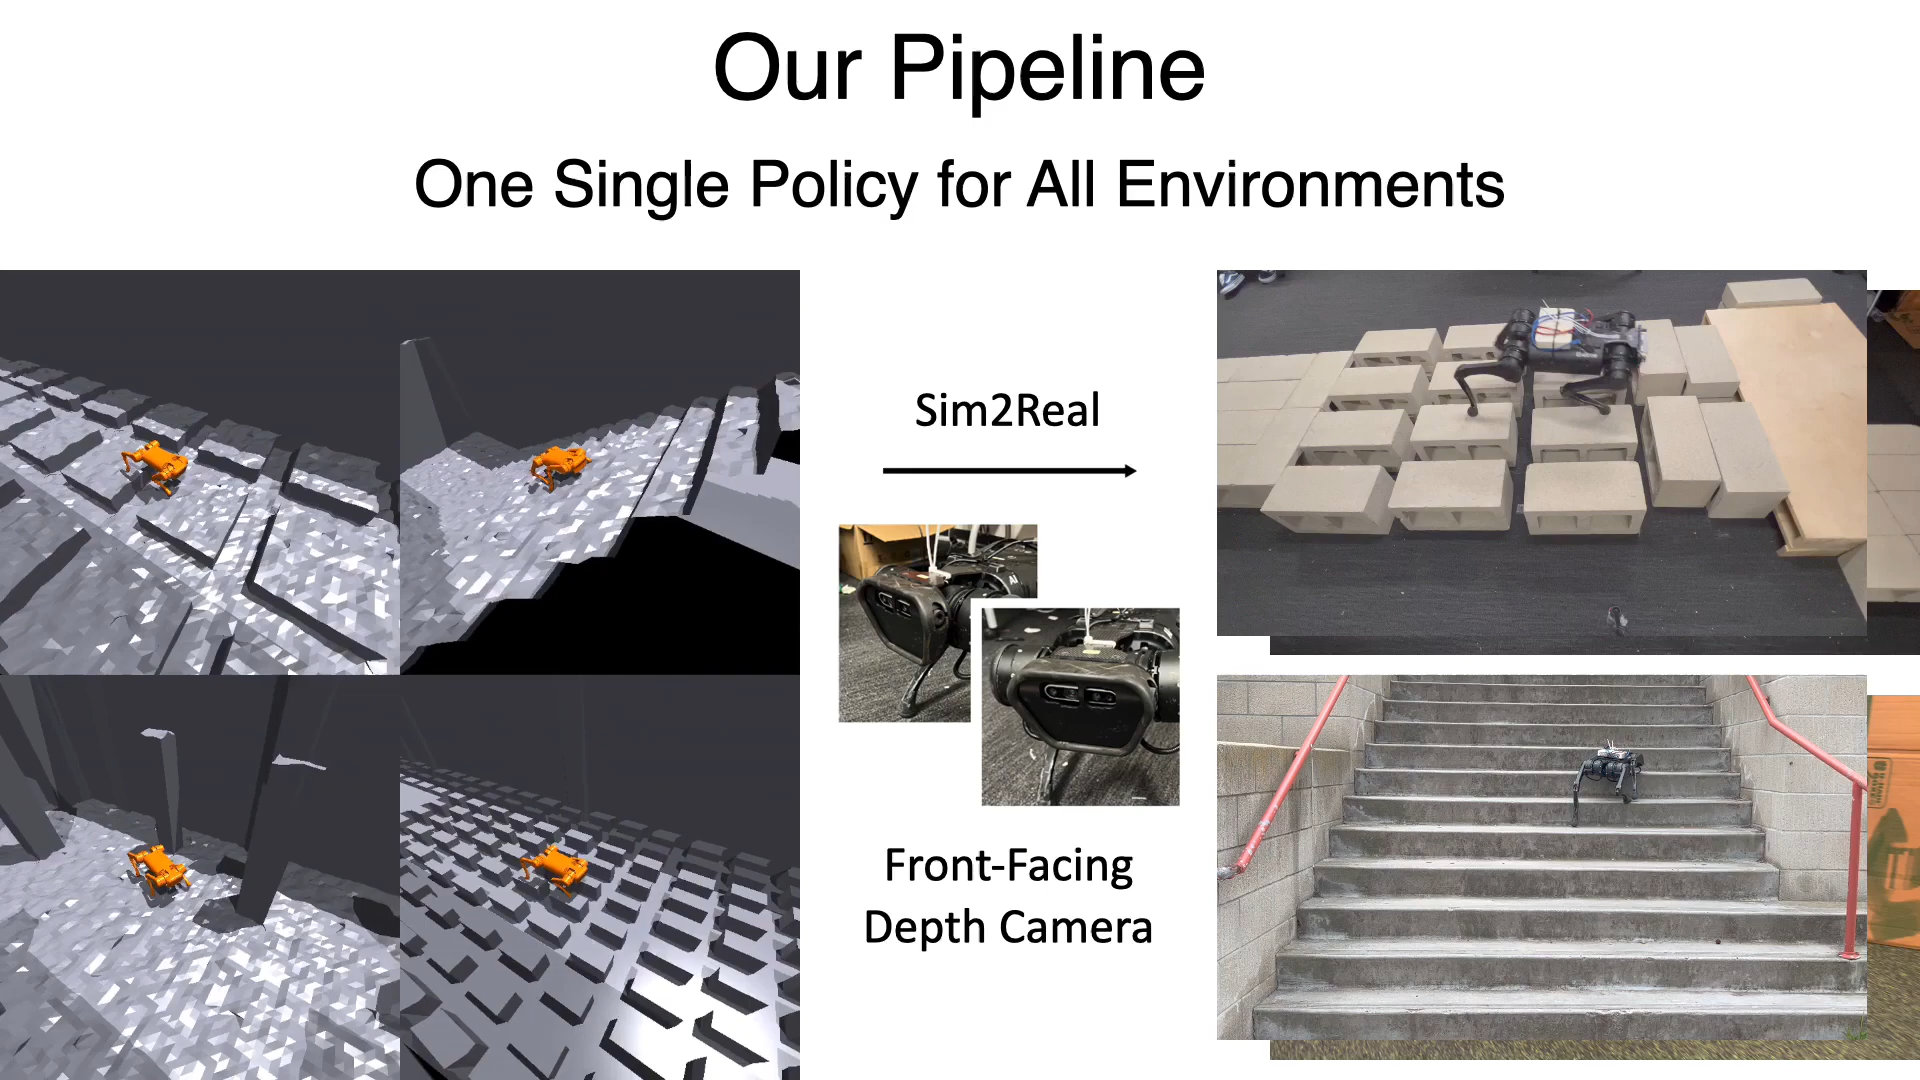 Our Pipeline
One Single Policy for All Environments
Sim2Real
Front-Facing
Depth Camera